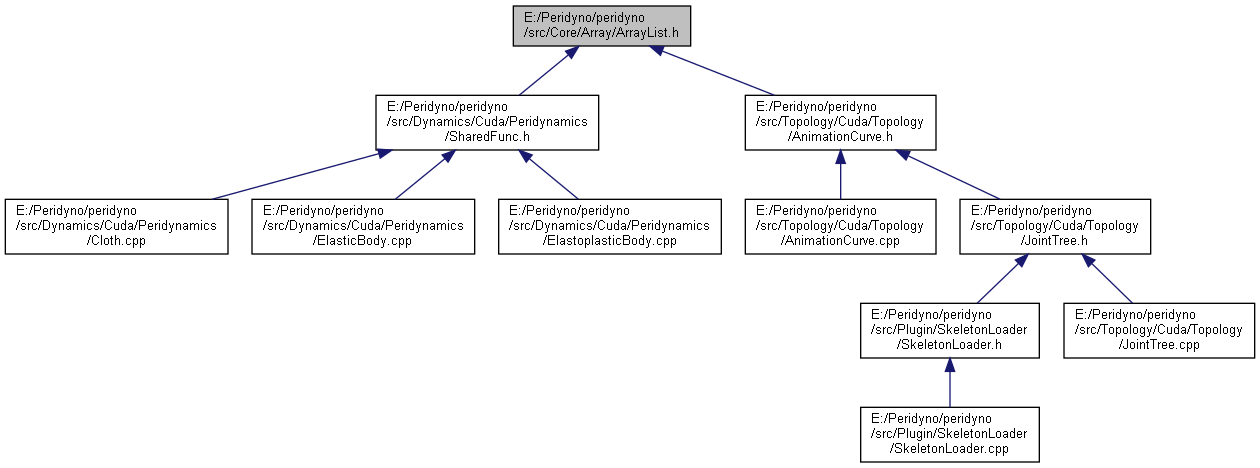 E:/Peridyno/peridyno
/src/Core/Array/ArrayList.h
E:/Peridyno/peridyno
/src/Dynamics/Cuda/Peridynamics
/SharedFunc.h
E:/Peridyno/peridyno
/src/Topology/Cuda/Topology
/AnimationCurve.h
E:/Peridyno/peridyno
/src/Dynamics/Cuda/Peridynamics
/Cloth.cpp
E:/Peridyno/peridyno
/src/Dynamics/Cuda/Peridynamics
/ElasticBody.cpp
E:/Peridyno/peridyno
/src/Dynamics/Cuda/Peridynamics
/ElastoplasticBody.cpp
E:/Peridyno/peridyno
/src/Topology/Cuda/Topology
/AnimationCurve.cpp
E:/Peridyno/peridyno
/src/Topology/Cuda/Topology
/JointTree.h
E:/Peridyno/peridyno
/src/Plugin/SkeletonLoader
/SkeletonLoader.h
E:/Peridyno/peridyno
/src/Topology/Cuda/Topology
/JointTree.cpp
E:/Peridyno/peridyno
/src/Plugin/SkeletonLoader
/SkeletonLoader.cpp